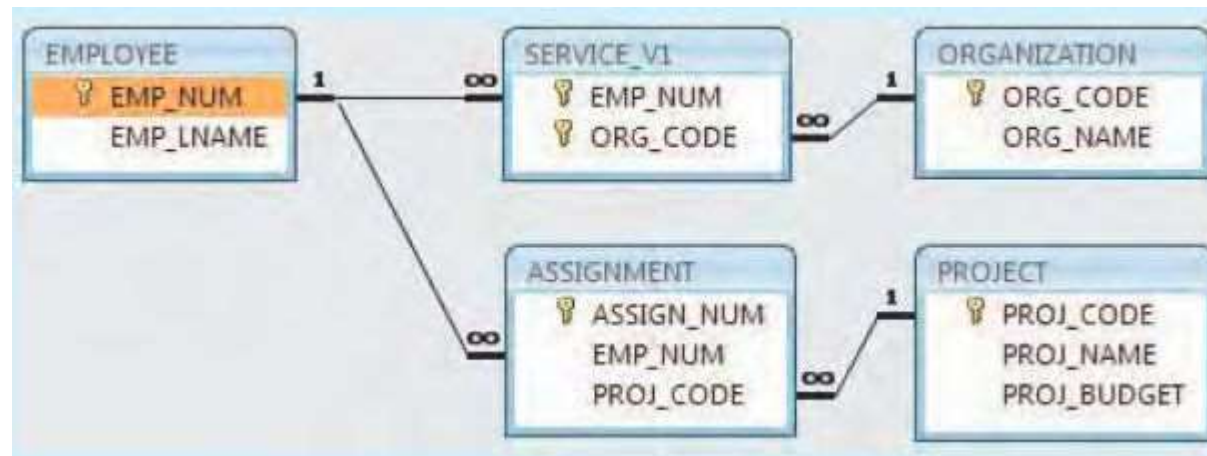 EMPLOYEE
EMP_NUM
EMP_LNAME
1
∞
SERVICE_V1
EMP_NUM
ORG_CODE
∞
1
ORGANIZATION
ORG_CODE
ORG_NAME
∞
ASSIGNMENT
ASSIGN_NUM
EMP_NUM
PROJ_CODE
∞
1
PROJECT
PROJ_CODE
PROJ_NAME
PROJ_BUDGET